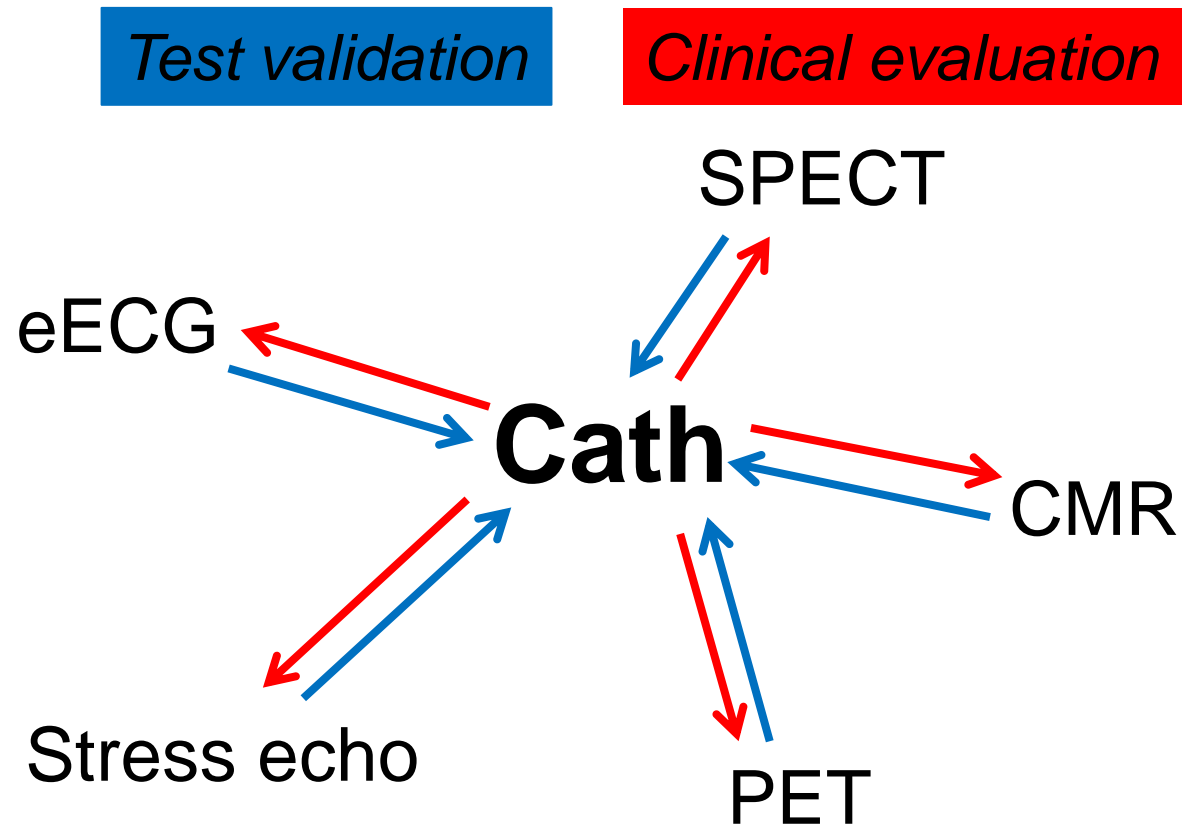 Test validation
Clinical evaluation
SPECT
eECG
Cath
CMR
Stress echo
PET